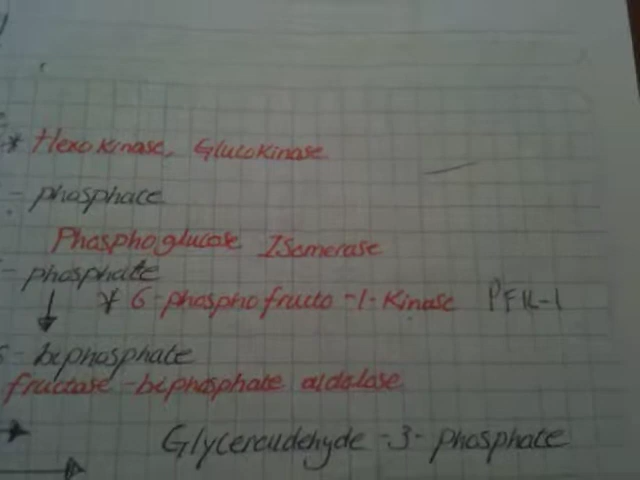 * Hexokinase, Glucokinase
- phosphate
Phosphoglucose Isomerase
- phosphate
* 6-phosphofructo-1-Kinase PFK-1
- biphosphate
fructose-biphosphate aldolase
Glyceraldehyde-3-phosphate